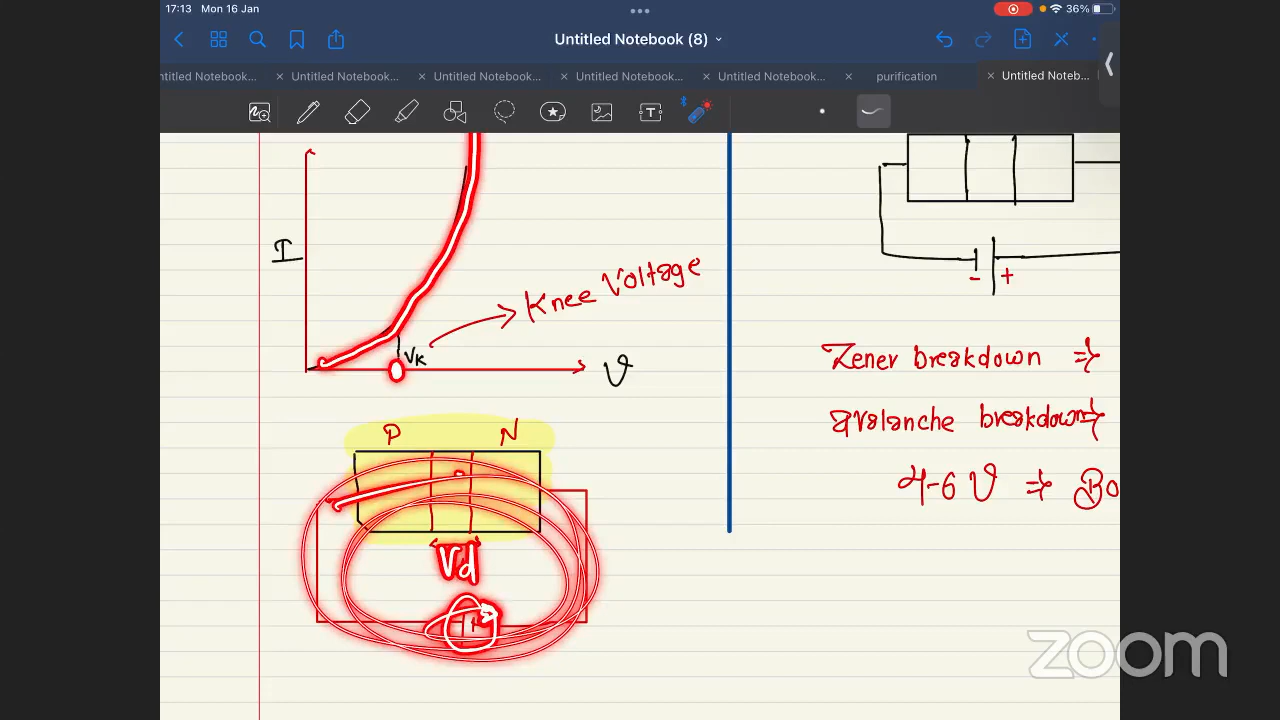 17:13 Mon 16 Jan
36%
Untitled Notebook (8)
ntitled Notebook...
Untitled Notebook...
Untitled Notebook...
Untitled Notebook...
Untitled Notebook...
purification
Untitled Noteb...
T
I
Knee Voltage
VK
V
P N
Vd
- +
Zener breakdown ⇒
avalanche breakdown⇒
4-6 V ⇒ Bo
zoom